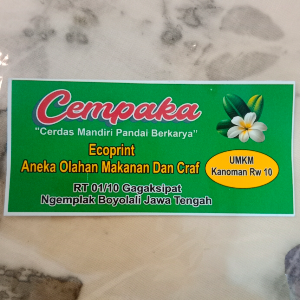 Cempaka
"Cerdas Mandiri Pandai Berkarya"
Ecoprint
Aneka Olahan Makanan Dan Craf
UMKM
Kanoman Rw 10
RT 01/10 Gagaksipat
Ngemplak Boyolali Jawa Tengah